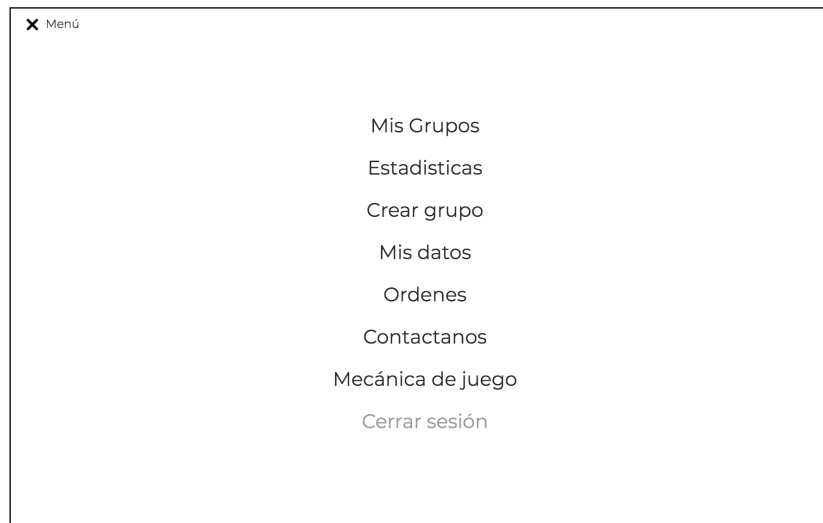 Menú
Mis Grupos
Estadisticas
Crear grupo
Mis datos
Ordenes
Contactanos
Mecánica de juego
Cerrar sesión